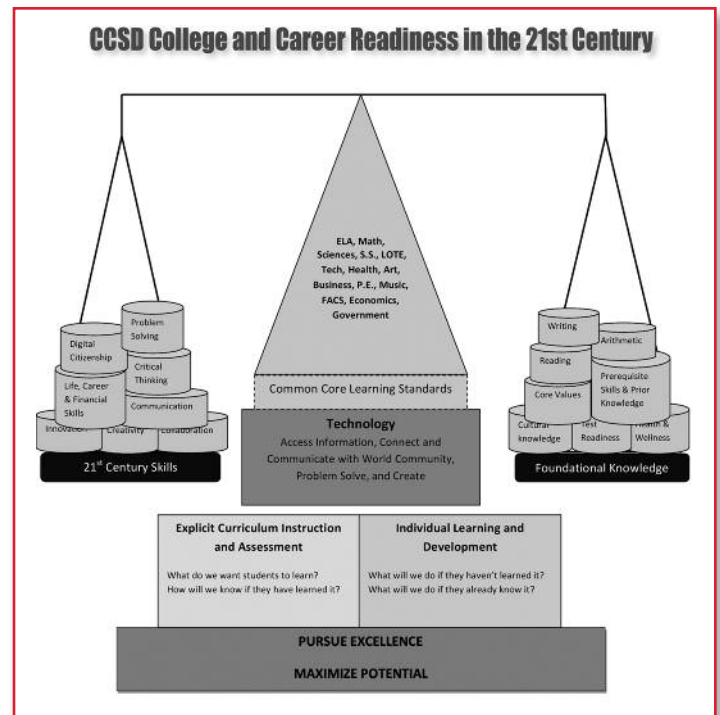 CCSD College and Career Readiness in the 21st Century
ELA, Math,
Sciences, S.S., LOTE,
Tech, Health, Art,
Business, P.E., Music,
FACS, Economics,
Government
Common Core Learning Standards
Technology
Access Information, Connect and
Communicate with World Community,
Problem Solve, and Create
Problem
Solving
Digital
Citizenship
Critical
Thinking
Life, Career
& Financial
Skills
Communication
Innovation
Creativity
Collaboration
21st Century Skills
Writing
Arithmetic
Reading
Prerequisite
Skills & Prior
Knowledge
Core Values
Cultural
knowledge
Test
Readiness
Health &
Wellness
Foundational Knowledge
Explicit Curriculum Instruction
and Assessment
What do we want students to learn?
How will we know if they have learned it?
Individual Learning and
Development
What will we do if they haven't learned it?
What will we do if they already know it?
PURSUE EXCELLENCE
MAXIMIZE POTENTIAL